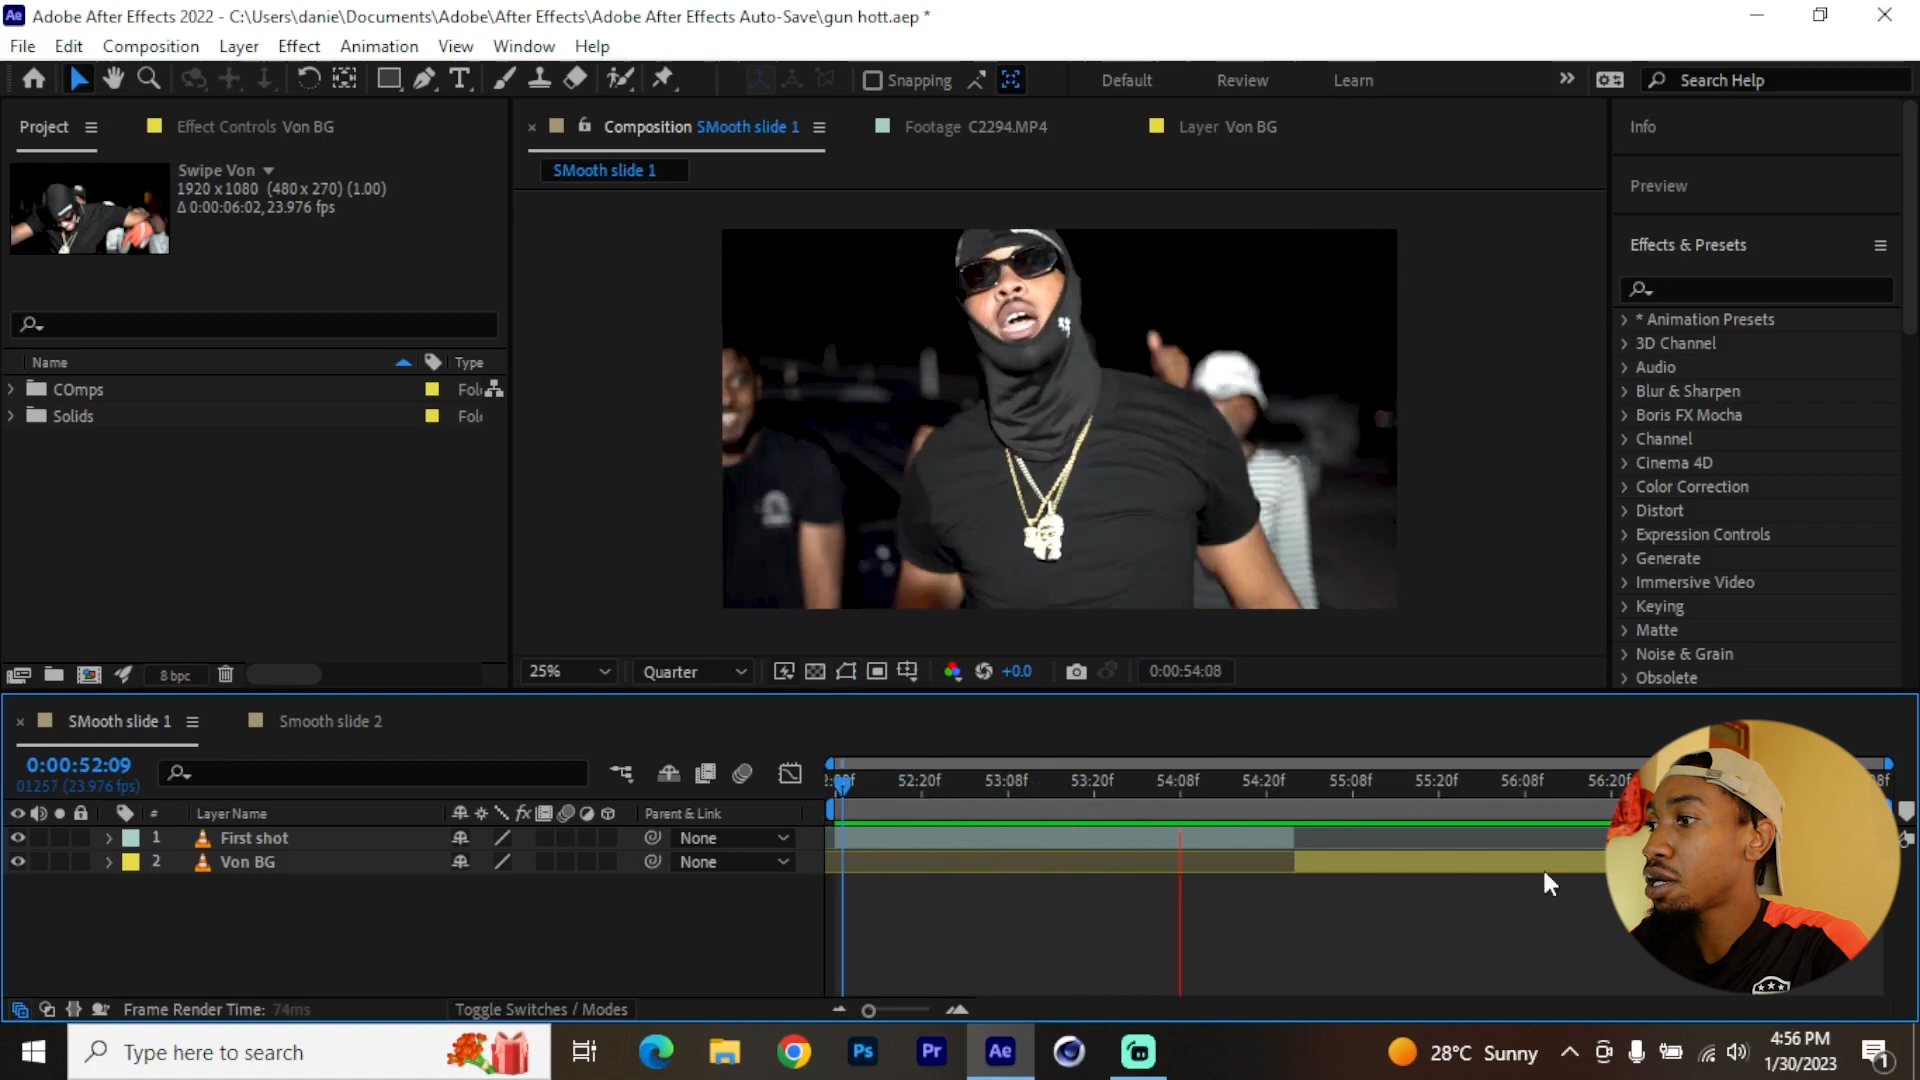 Ae Adobe After Effects 2022 - C:\Users\danie\Documents\Adobe\After Effects\Adobe After Effects Auto-Save\gun hott.aep *
File Edit Composition Layer Effect Animation View Window Help
Snapping Default Review Learn Search Help
Project Effect Controls Von BG Composition SMooth slide 1 Footage C2294.MP4 Layer Von BG Info
SMooth slide 1
Swipe Von
1920 x 1080 (480 x 270) (1.00)
Δ 0:00:06:02, 23.976 fps
Preview
Effects & Presets
Name Type
COmps
Solids
* Animation Presets
3D Channel
Audio
Blur & Sharpen
Boris FX Mocha
Channel
Cinema 4D
Color Correction
Distort
Expression Controls
Generate
Immersive Video
Keying
Matte
Noise & Grain
Obsolete
8 bpc
25% Quarter +0.0 0:00:54:08
SMooth slide 1 Smooth slide 2
0:00:52:09
01257 (23.976 fps)
52:20f 53:08f 53:20f 54:08f 54:20f 55:08f 55:20f 56:08f 56:20f
# Layer Name fx Parent & Link
1 First shot None
2 Von BG None
Frame Render Time: 74ms Toggle Switches / Modes
Type here to search Ps Pr Ae 28°C Sunny 4:56 PM
1/30/2023
1